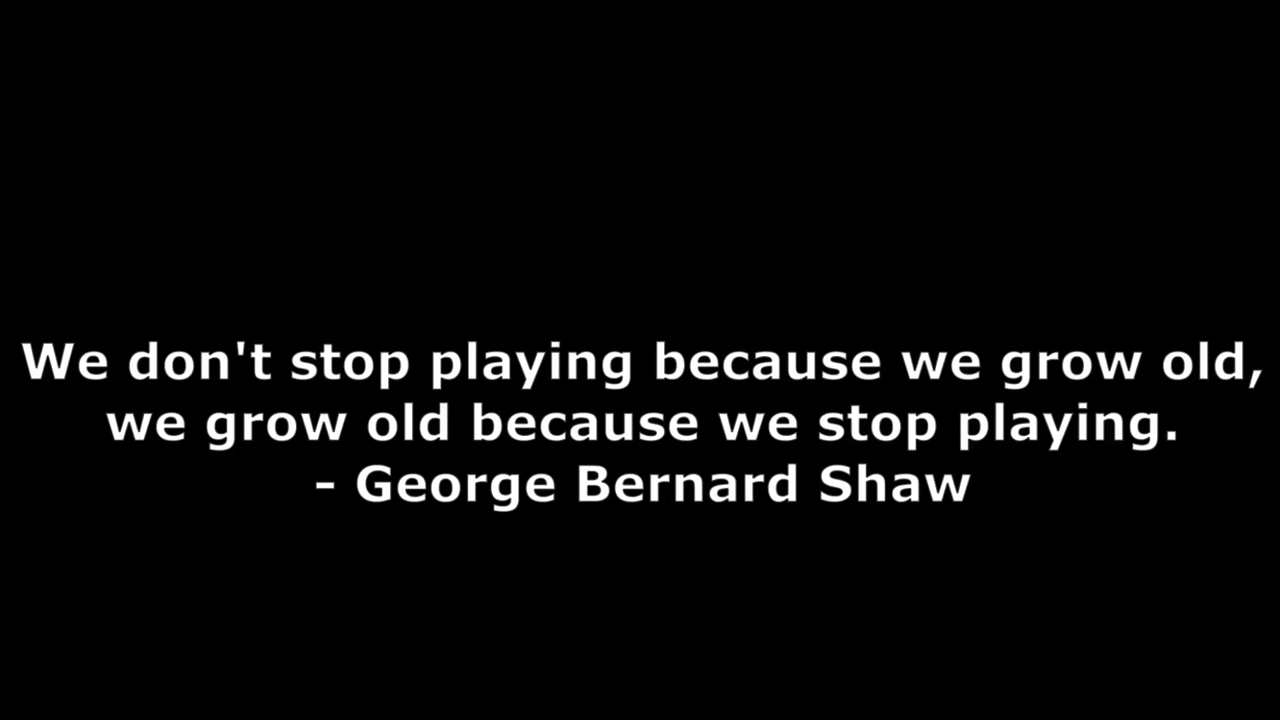 We don't stop playing because we grow old,
we grow old because we stop playing.
- George Bernard Shaw